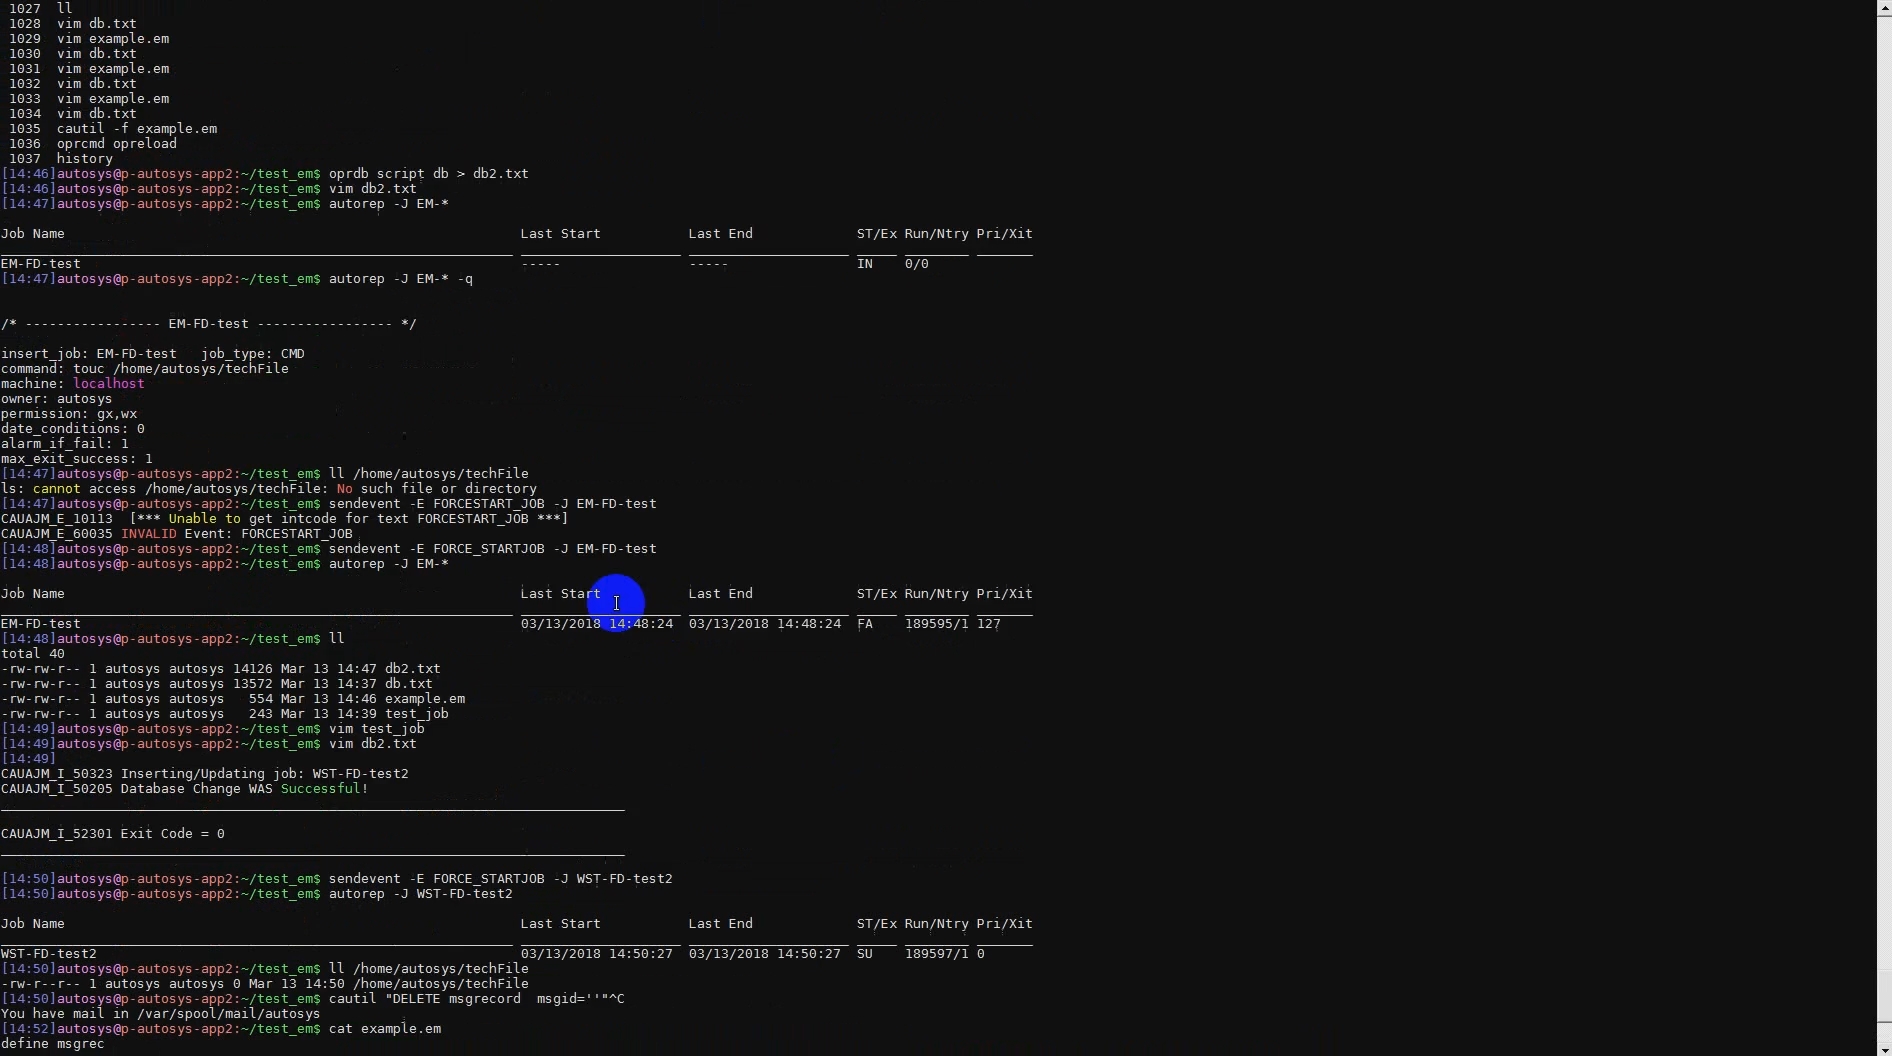 1027  ll
1028  vim db.txt
1029  vim example.em
1030  vim db.txt
1031  vim example.em
1032  vim db.txt
1033  vim example.em
1034  vim db.txt
1035  cautil -f example.em
1036  oprcmd opreload
1037  history
[14:46]autosys@p-autosys-app2:~/test_em$ oprdb script db > db2.txt
[14:46]autosys@p-autosys-app2:~/test_em$ vim db2.txt
[14:47]autosys@p-autosys-app2:~/test_em$ autorep -J EM-*
Job Name Last Start Last End ST/Ex Run/Ntry Pri/Xit
EM-FD-test ----- ----- IN 0/0
[14:47]autosys@p-autosys-app2:~/test_em$ autorep -J EM-* -q
/* ----------------- EM-FD-test ----------------- */
insert_job: EM-FD-test   job_type: CMD
command: touc /home/autosys/techFile
machine: localhost
owner: autosys
permission: gx,wx
date_conditions: 0
alarm_if_fail: 1
max_exit_success: 1
[14:47]autosys@p-autosys-app2:~/test_em$ ll /home/autosys/techFile
ls: cannot access /home/autosys/techFile: No such file or directory
[14:47]autosys@p-autosys-app2:~/test_em$ sendevent -E FORCESTART_JOB -J EM-FD-test
CAUAJM_E_10113  [*** Unable to get intcode for text FORCESTART_JOB ***]
CAUAJM_E_60035 INVALID Event: FORCESTART_JOB
[14:48]autosys@p-autosys-app2:~/test_em$ sendevent -E FORCE_STARTJOB -J EM-FD-test
[14:48]autosys@p-autosys-app2:~/test_em$ autorep -J EM-*
Job Name Last Start Last End ST/Ex Run/Ntry Pri/Xit
EM-FD-test 03/13/2018 14:48:24 03/13/2018 14:48:24 FA 189595/1 127
[14:48]autosys@p-autosys-app2:~/test_em$ ll
total 40
-rw-rw-r-- 1 autosys autosys 14126 Mar 13 14:47 db2.txt
-rw-rw-r-- 1 autosys autosys 13572 Mar 13 14:37 db.txt
-rw-rw-r-- 1 autosys autosys   554 Mar 13 14:46 example.em
-rw-rw-r-- 1 autosys autosys   243 Mar 13 14:39 test_job
[14:49]autosys@p-autosys-app2:~/test_em$ vim test_job
[14:49]autosys@p-autosys-app2:~/test_em$ vim db2.txt
[14:49]
CAUAJM_I_50323 Inserting/Updating job: WST-FD-test2
CAUAJM_I_50205 Database Change WAS Successful!
CAUAJM_I_52301 Exit Code = 0
[14:50]autosys@p-autosys-app2:~/test_em$ sendevent -E FORCE_STARTJOB -J WST-FD-test2
[14:50]autosys@p-autosys-app2:~/test_em$ autorep -J WST-FD-test2
Job Name Last Start Last End ST/Ex Run/Ntry Pri/Xit
WST-FD-test2 03/13/2018 14:50:27 03/13/2018 14:50:27 SU 189597/1 0
[14:50]autosys@p-autosys-app2:~/test_em$ ll /home/autosys/techFile
-rw-r--r-- 1 autosys autosys 0 Mar 13 14:50 /home/autosys/techFile
[14:50]autosys@p-autosys-app2:~/test_em$ cautil "DELETE msgrecord  msgid=''"^C
You have mail in /var/spool/mail/autosys
[14:52]autosys@p-autosys-app2:~/test_em$ cat example.em
define msgrec